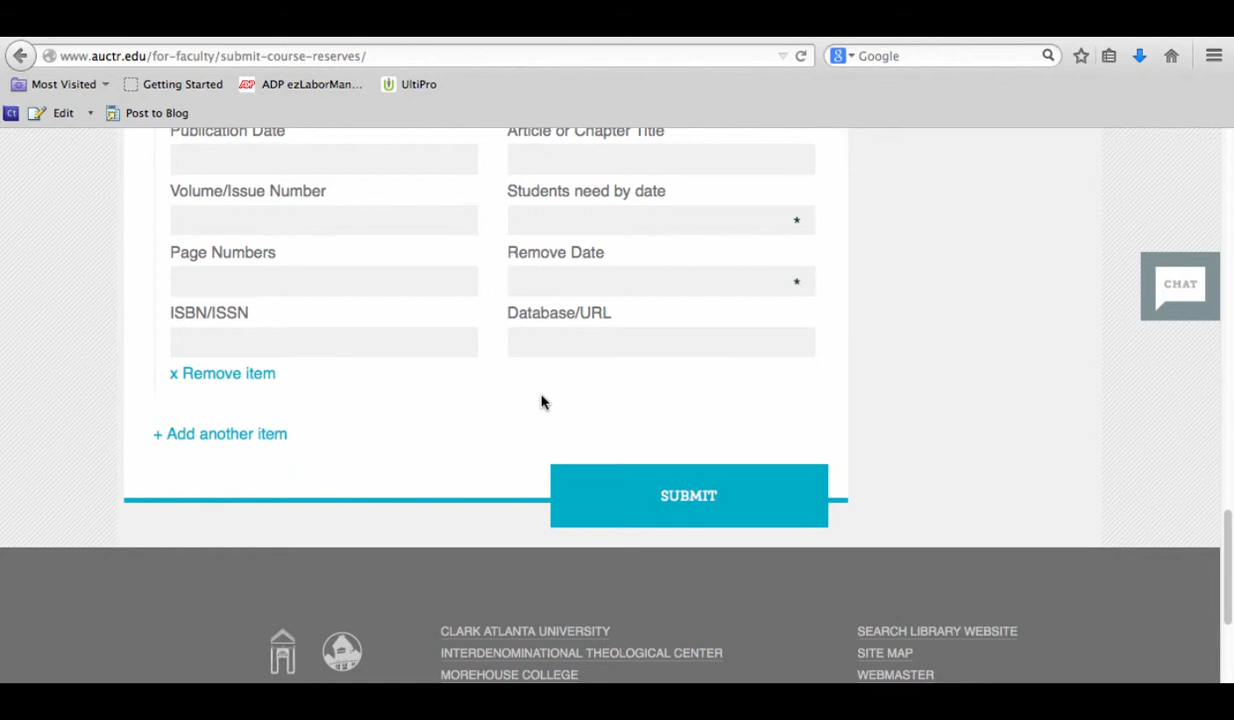 www.auctr.edu/for-faculty/submit-course-reserves/
Google
Most Visited
Getting Started
ADP ezLaborMan...
UltiPro
Ct
Edit
Post to Blog
Publication Date
Article or Chapter Title
Volume/Issue Number
Students need by date
*
Page Numbers
Remove Date
*
ISBN/ISSN
Database/URL
x Remove item
+ Add another item
SUBMIT
CHAT
CLARK ATLANTA UNIVERSITY
INTERDENOMINATIONAL THEOLOGICAL CENTER
MOREHOUSE COLLEGE
SEARCH LIBRARY WEBSITE
SITE MAP
WEBMASTER